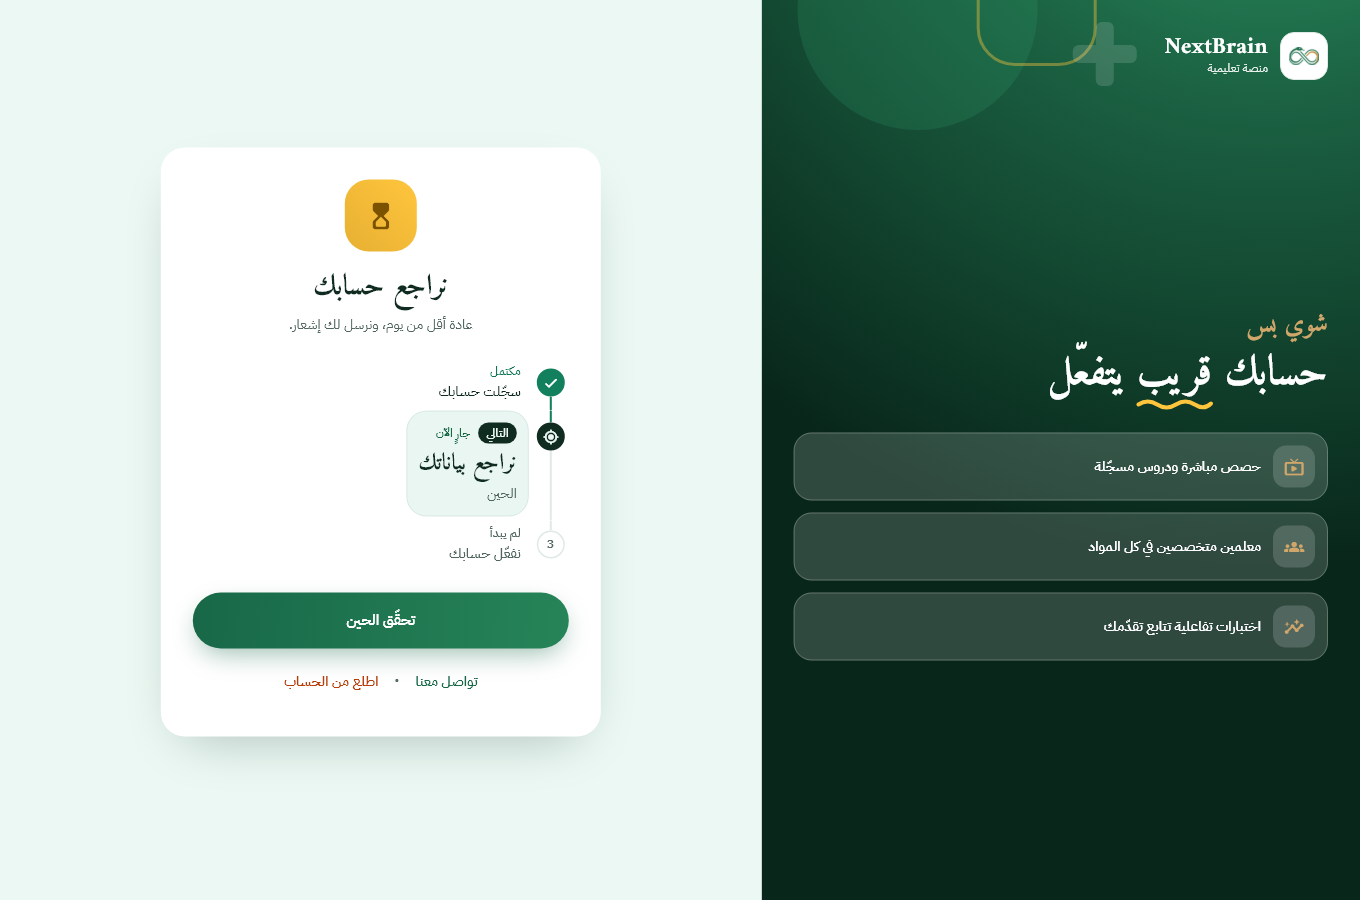 NextBrain
منصة تعليمية
شوي بس
حسابك قريب يتفعّل
حصص مباشرة ودروس مسجّلة
معلمين متخصصين في كل المواد
اختبارات تفاعلية تتابع تقدّمك
نراجع حسابك
عادة أقل من يوم، ونرسل لك إشعار.
مكتمل
سجّلت حسابك
التالي جارٍ الآن
نراجع بياناتك
الحين
3 لم يبدأ
نفعّل حسابك
تحقّق الحين
تواصل معنا • اطلع من الحساب